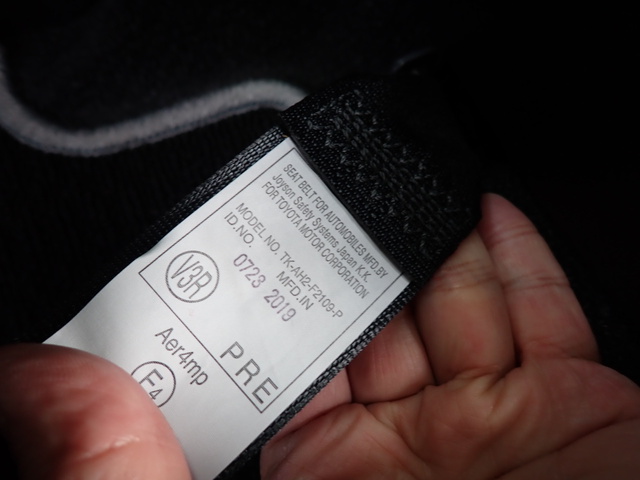 SEAT BELT FOR AUTOMOBILES MFD.BY
Joyson Safety Systems Japan K.K.
FOR TOYOTA MOTOR CORPORATION
MODEL NO. TK-AH2-F2109-P
ID.NO. MFD.IN
0723 2019
V3R
PRE
Aer4mp
E4